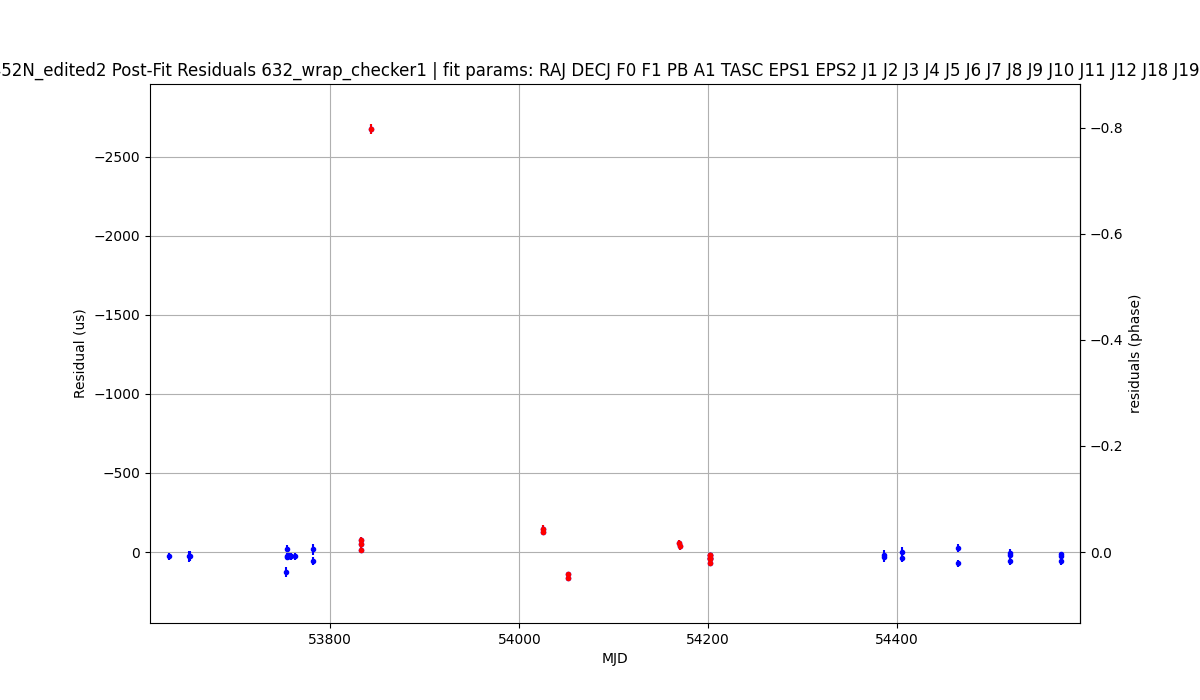 52N_edited2 Post-Fit Residuals 632_wrap_checker1 | fit params: RAJ DECJ F0 F1 PB A1 TASC EPS1 EPS2 J1 J2 J3 J4 J5 J6 J7 J8 J9 J10 J11 J12 J18 J19
−2500
−2000
−1500
−1000
−500
0
Residual (us)
−0.8
−0.6
−0.4
−0.2
0.0
residuals (phase)
53800 54000 54200 54400
MJD